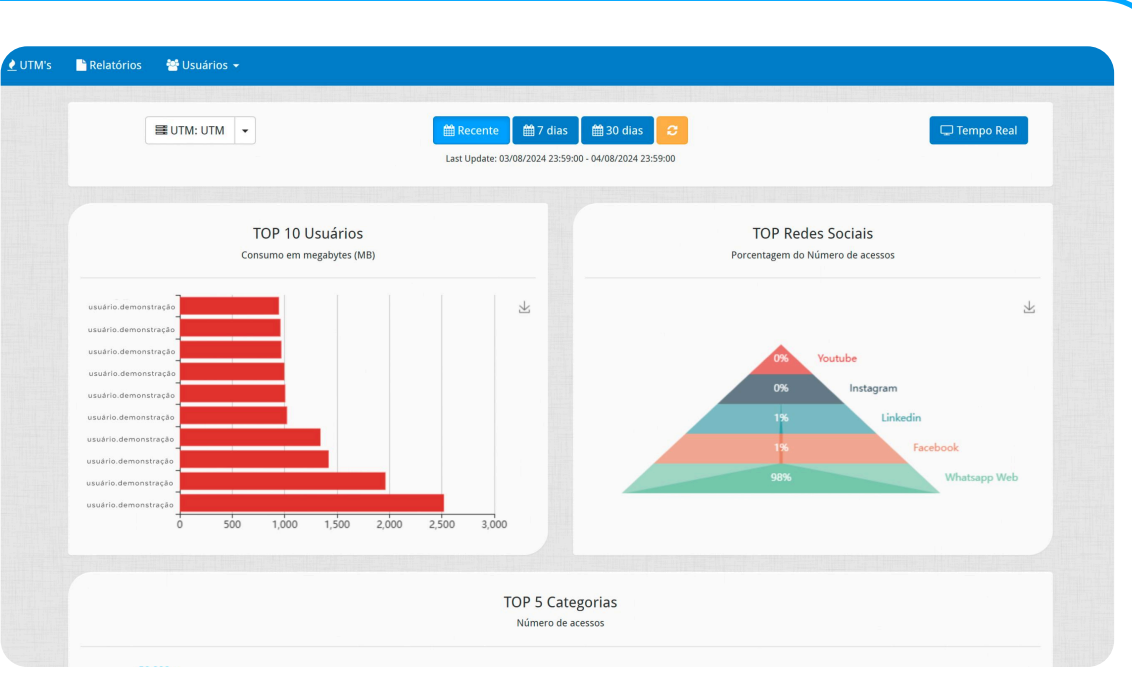 UTM's Relatórios Usuários
UTM: UTM
Recente 7 dias 30 dias
Tempo Real
Last Update: 03/08/2024 23:59:00 - 04/08/2024 23:59:00
TOP 10 Usuários
Consumo em megabytes (MB)
usuário.demonstração
usuário.demonstração
usuário.demonstração
usuário.demonstração
usuário.demonstração
usuário.demonstração
usuário.demonstração
usuário.demonstração
usuário.demonstração
usuário.demonstração
0 500 1,000 1,500 2,000 2,500 3,000
TOP Redes Sociais
Porcentagem do Número de acessos
0% Youtube
0% Instagram
1% Linkedin
1% Facebook
98% Whatsapp Web
TOP 5 Categorias
Número de acessos